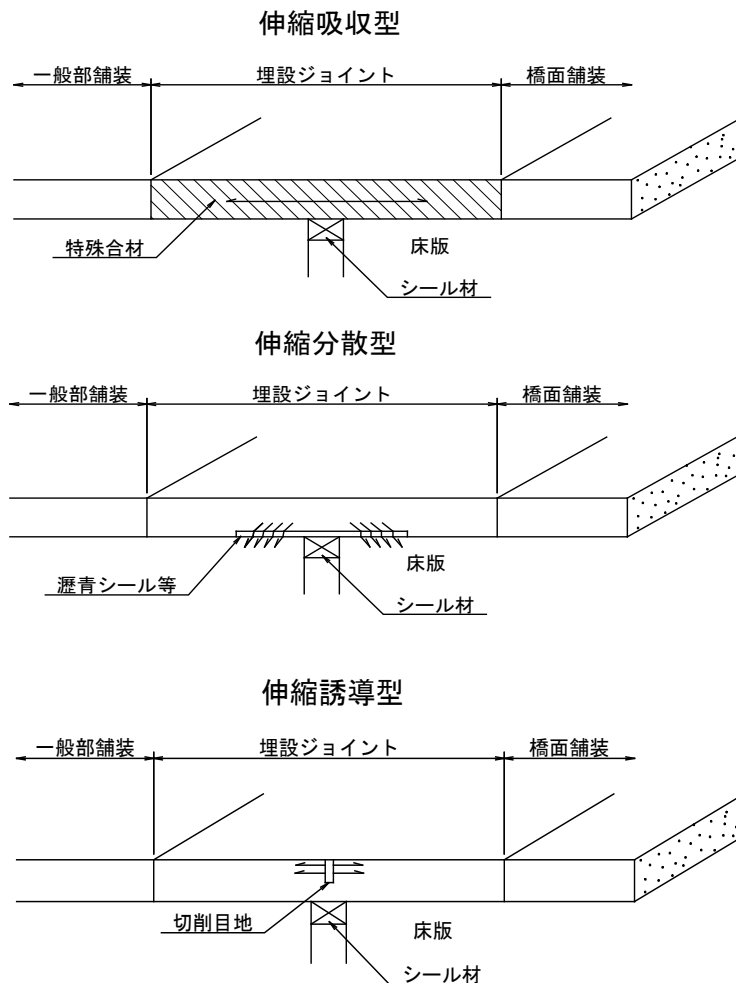 伸縮吸収型
一般部舗装 埋設ジョイント 橋面舗装
特殊合材
床版
シール材
伸縮分散型
一般部舗装 埋設ジョイント 橋面舗装
瀝青シール等
床版
シール材
伸縮誘導型
一般部舗装 埋設ジョイント 橋面舗装
切削目地
床版
シール材